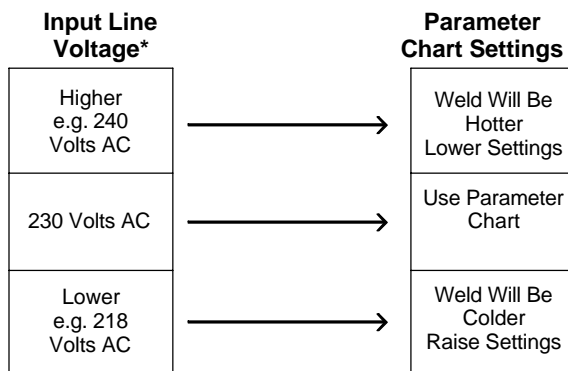 Input Line
Voltage*
Parameter
Chart Settings
Higher
e.g. 240
Volts AC
Weld Will Be
Hotter
Lower Settings
230 Volts AC
Use Parameter
Chart
Lower
e.g. 218
Volts AC
Weld Will Be
Colder
Raise Settings